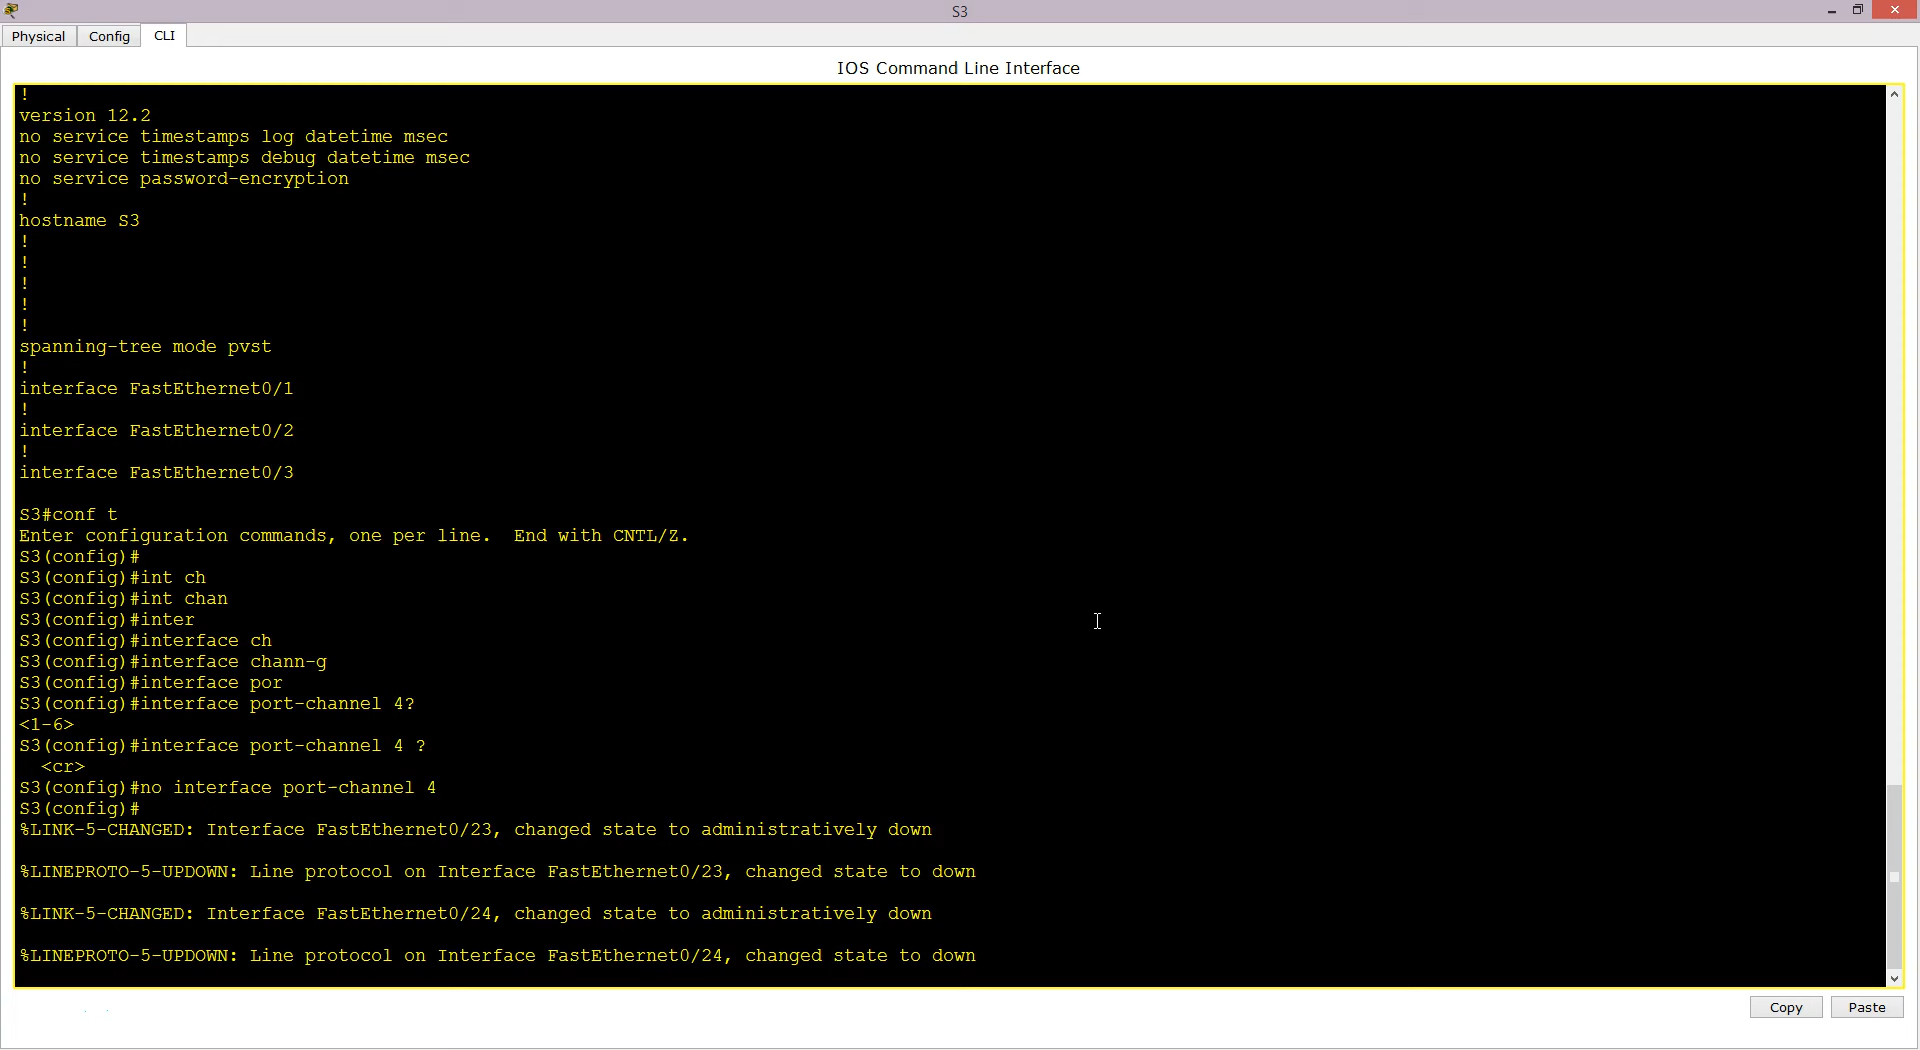 S3
Physical Config CLI
IOS Command Line Interface
!
version 12.2
no service timestamps log datetime msec
no service timestamps debug datetime msec
no service password-encryption
!
hostname S3
!
!
!
!
!
spanning-tree mode pvst
!
interface FastEthernet0/1
!
interface FastEthernet0/2
!
interface FastEthernet0/3
S3#conf t
Enter configuration commands, one per line.  End with CNTL/Z.
S3(config)#
S3(config)#int ch
S3(config)#int chan
S3(config)#inter
S3(config)#interface ch
S3(config)#interface chann-g
S3(config)#interface por
S3(config)#interface port-channel 4?
<1-6>
S3(config)#interface port-channel 4 ?
  <cr>
S3(config)#no interface port-channel 4
S3(config)#
%LINK-5-CHANGED: Interface FastEthernet0/23, changed state to administratively down
%LINEPROTO-5-UPDOWN: Line protocol on Interface FastEthernet0/23, changed state to down
%LINK-5-CHANGED: Interface FastEthernet0/24, changed state to administratively down
%LINEPROTO-5-UPDOWN: Line protocol on Interface FastEthernet0/24, changed state to down
Copy Paste